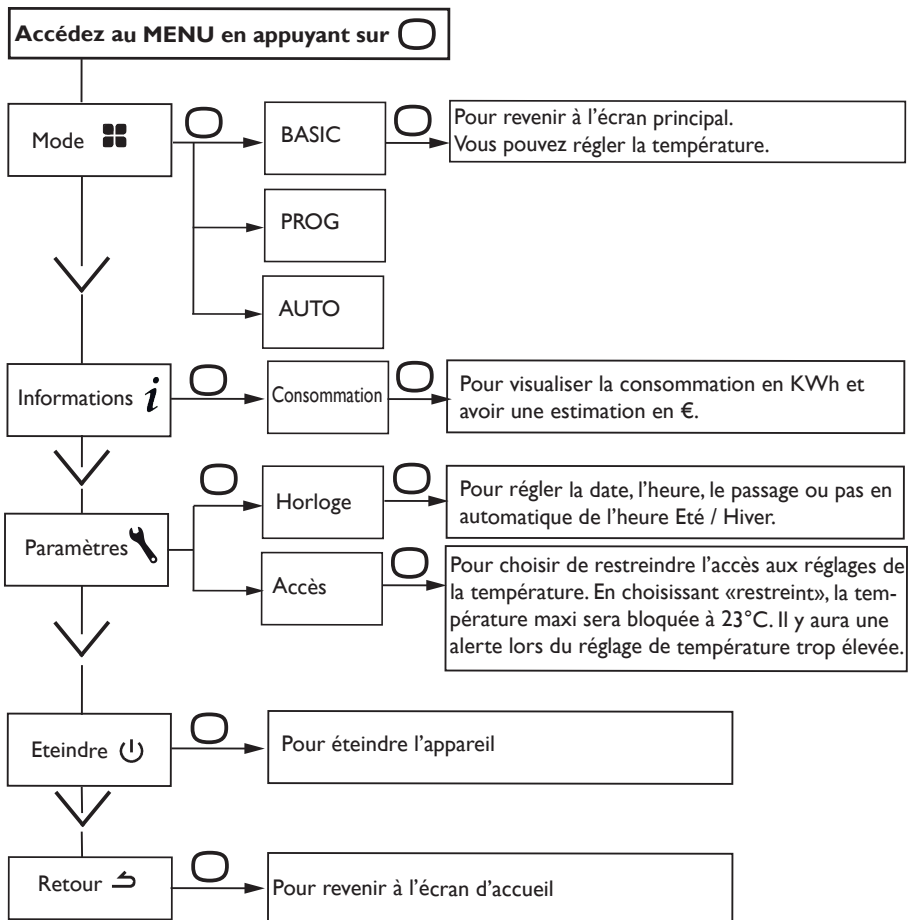 Accédez au MENU en appuyant sur
Mode
BASIC
Pour revenir à l'écran principal.
Vous pouvez régler la température.
PROG
AUTO
Informations i
Consommation
Pour visualiser la consommation en KWh et
avoir une estimation en €.
Paramètres
Horloge
Pour régler la date, l'heure, le passage ou pas en
automatique de l'heure Eté / Hiver.
Accès
Pour choisir de restreindre l'accès aux réglages de
la température. En choisissant «restreint», la tem-
pérature maxi sera bloquée à 23°C. Il y aura une
alerte lors du réglage de température trop élevée.
Eteindre
Pour éteindre l'appareil
Retour
Pour revenir à l'écran d'accueil